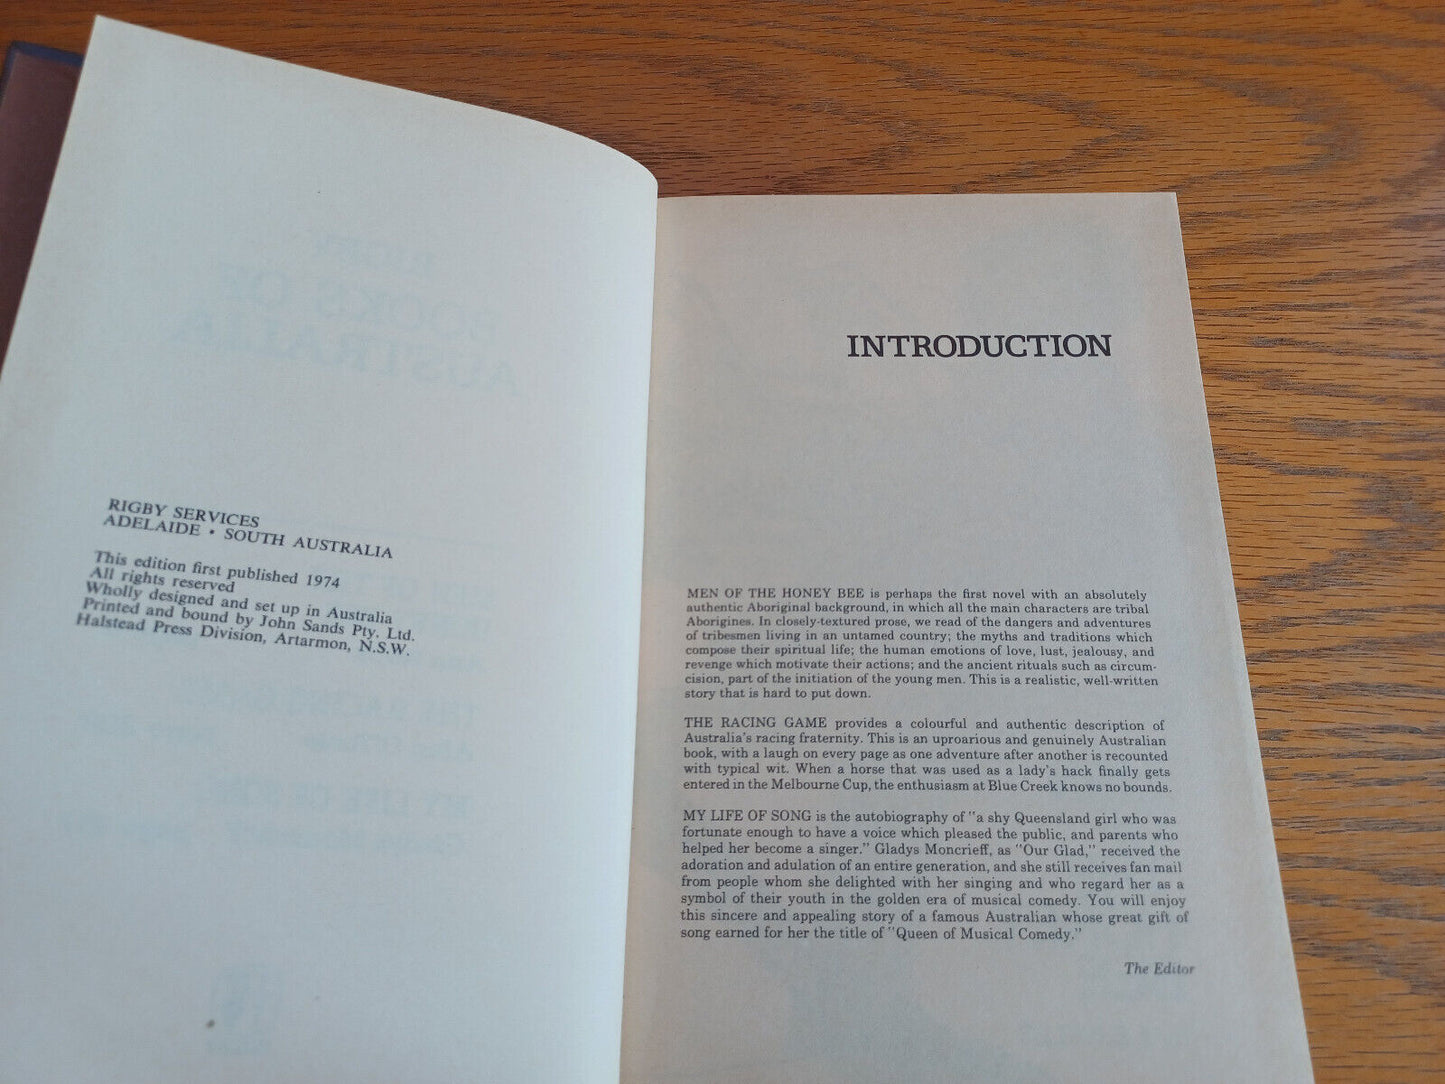 RIGBY SERVICES
ADELAIDE • SOUTH AUSTRALIA
This edition first published 1974
All rights reserved
Wholly designed and set up in Australia
Printed and bound by John Sands Pty. Ltd.
Halstead Press Division, Artarmon, N.S.W.
INTRODUCTION
MEN OF THE HONEY BEE is perhaps the first novel with an absolutely
authentic Aboriginal background, in which all the main characters are tribal
Aborigines. In closely-textured prose, we read of the dangers and adventures
of tribesmen living in an untamed country; the myths and traditions which
compose their spiritual life; the human emotions of love, lust, jealousy, and
revenge which motivate their actions; and the ancient rituals such as circum-
cision, part of the initiation of the young men. This is a realistic, well-written
story that is hard to put down.
THE RACING GAME provides a colourful and authentic description of
Australia's racing fraternity. This is an uproarious and genuinely Australian
book, with a laugh on every page as one adventure after another is recounted
with typical wit. When a horse that was used as a lady's hack finally gets
entered in the Melbourne Cup, the enthusiasm at Blue Creek knows no bounds.
MY LIFE OF SONG is the autobiography of "a shy Queensland girl who was
fortunate enough to have a voice which pleased the public, and parents who
helped her become a singer." Gladys Moncrieff, as "Our Glad," received the
adoration and adulation of an entire generation, and she still receives fan mail
from people whom she delighted with her singing and who regard her as a
symbol of their youth in the golden era of musical comedy. You will enjoy
this sincere and appealing story of a famous Australian whose great gift of
song earned for her the title of "Queen of Musical Comedy."
The Editor